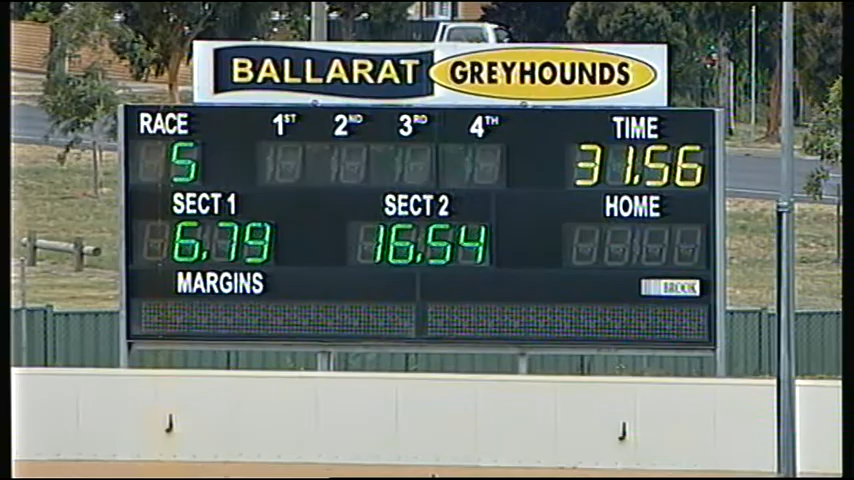 BALLARAT GREYHOUNDS
RACE 1ST 2ND 3RD 4TH TIME
5 31.56
SECT 1 SECT 2 HOME
6.79 16.54
MARGINS BROOK